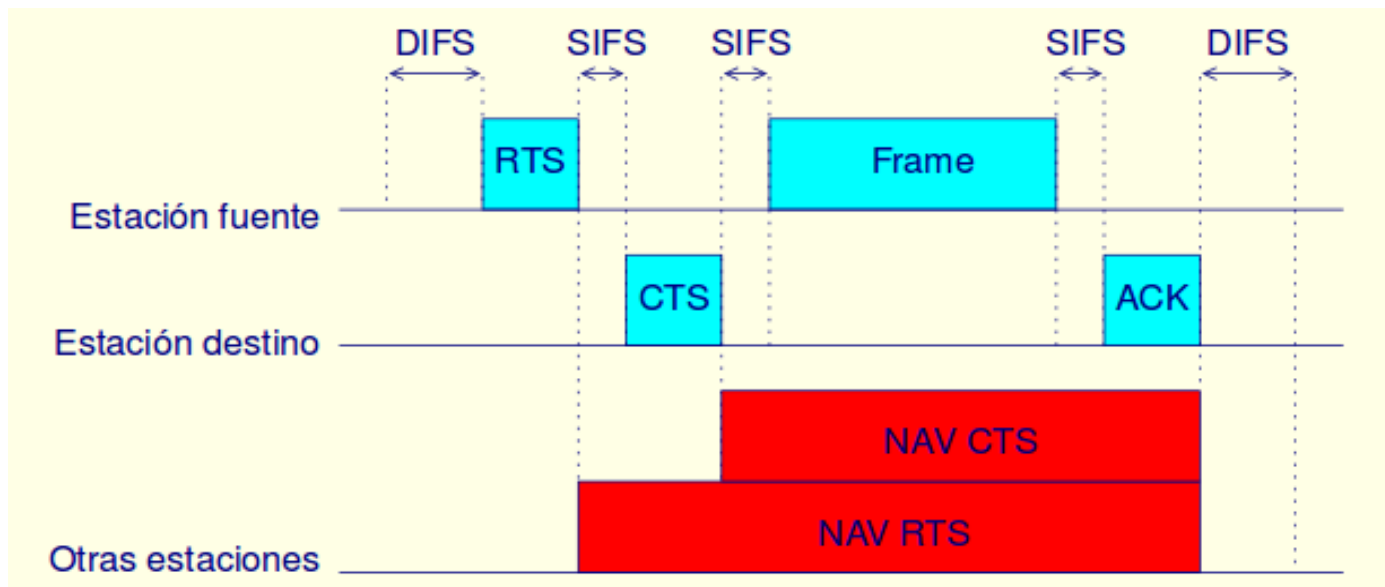 DIFS SIFS SIFS SIFS DIFS
RTS Frame
Estación fuente
CTS ACK
Estación destino
NAV CTS
NAV RTS
Otras estaciones